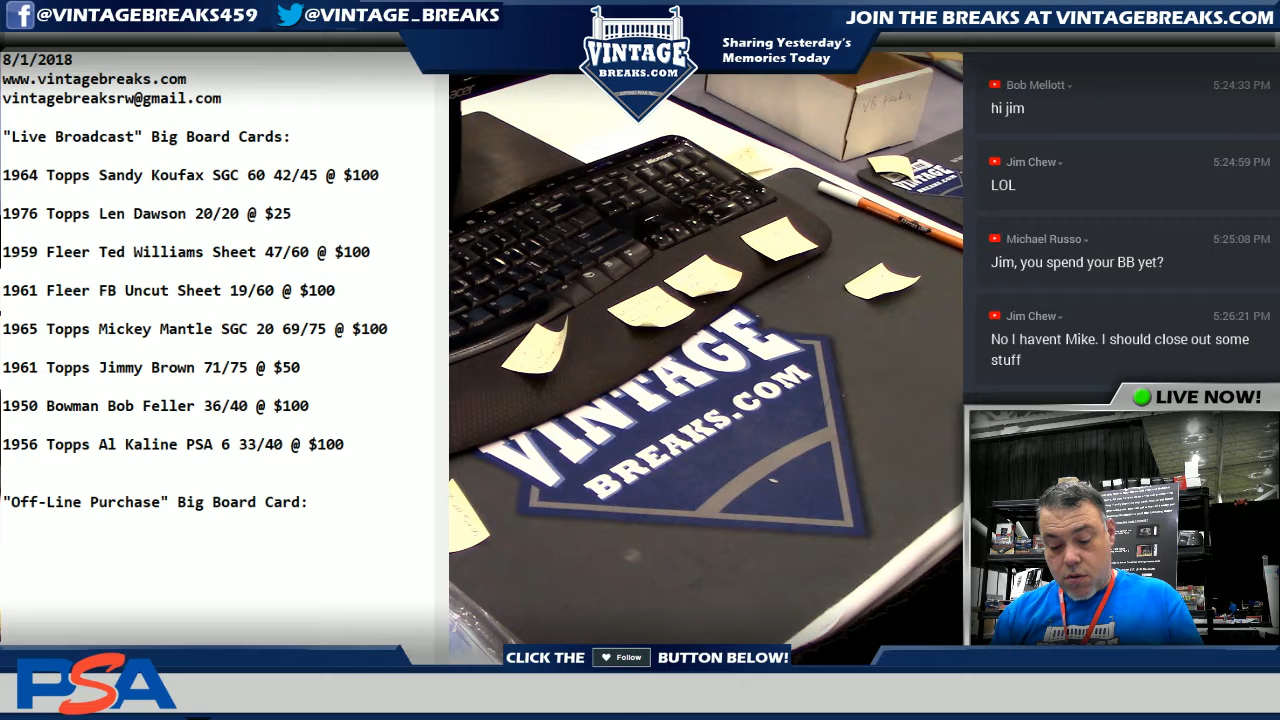 @VINTAGEBREAKS459
@VINTAGE_BREAKS
JOIN THE BREAKS AT VINTAGEBREAKS.COM
VINTAGE
BREAKS.COM
Sharing Yesterday's
Memories Today
8/1/2018
www.vintagebreaks.com
vintagebreaksrw@gmail.com
"Live Broadcast" Big Board Cards:
1964 Topps Sandy Koufax SGC 60 42/45 @ $100
1976 Topps Len Dawson 20/20 @ $25
1959 Fleer Ted Williams Sheet 47/60 @ $100
1961 Fleer FB Uncut Sheet 19/60 @ $100
1965 Topps Mickey Mantle SGC 20 69/75 @ $100
1961 Topps Jimmy Brown 71/75 @ $50
1950 Bowman Bob Feller 36/40 @ $100
1956 Topps Al Kaline PSA 6 33/40 @ $100
"Off-Line Purchase" Big Board Card:
acer
Microsoft
VINTAGE
BREAKS.COM
VINTAGE
BREAKS.COM
Bob Mellott
5:24:33 PM
hi jim
Jim Chew
5:24:59 PM
LOL
Michael Russo
5:25:08 PM
Jim, you spend your BB yet?
Jim Chew
5:26:21 PM
No I havent Mike. I should close out some
stuff
LIVE NOW!
CLICK THE
Follow
BUTTON BELOW!
PSA